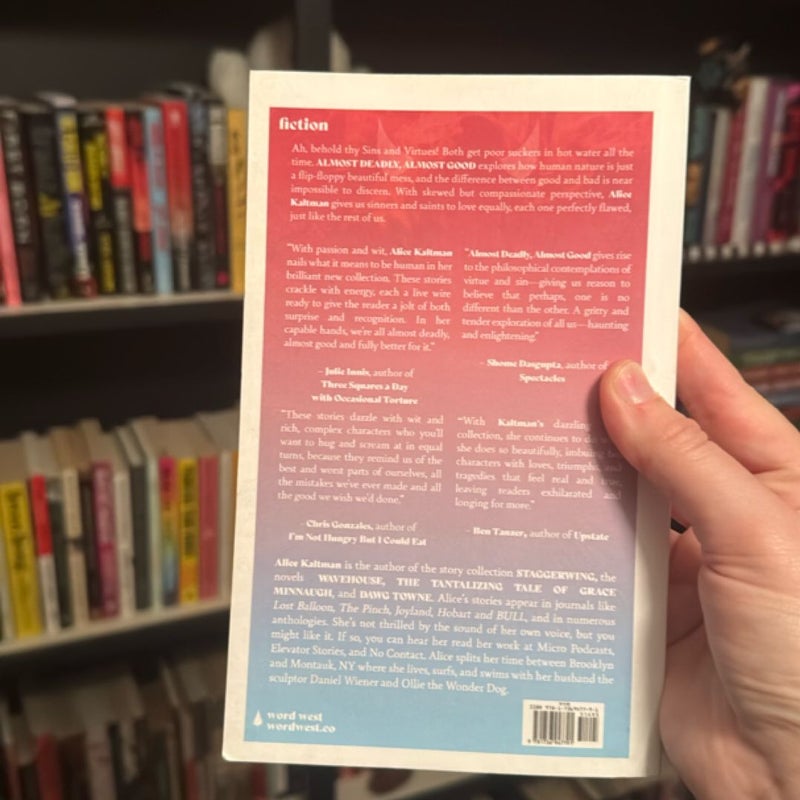 fiction
Ah, behold thy Sins and Virtues! Both get poor suckers in hot water all the
time. ALMOST DEADLY, ALMOST GOOD explores how human nature is just
a flip-floppy beautiful mess, and the difference between good and bad is near
impossible to discern. With skewed but compassionate perspective, Alice
Kaltman gives us sinners and saints to love equally, each one perfectly flawed,
just like the rest of us.
"With passion and wit, Alice Kaltman
nails what it means to be human in her
brilliant new collection. These stories
crackle with energy, each a live wire
ready to give the reader a jolt of both
surprise and recognition. In her
capable hands, we're all almost deadly,
almost good and fully better for it."
- Julie Innis, author of
Three Squares a Day
with Occasional Torture
"Almost Deadly, Almost Good gives rise
to the philosophical contemplations of
virtue and sin—giving us reason to
believe that perhaps, one is no
different than the other. A gritty and
tender exploration of all us—haunting
and enlightening."
- Shome Dasgupta, author of
Spectacles
"These stories dazzle with wit and
rich, complex characters who you'll
want to hug and scream at in equal
turns, because they remind us of the
best and worst parts of ourselves, all
the mistakes we've ever made and all
the good we wish we'd done."
- Chris Gonzales, author of
I'm Not Hungry But I Could Eat
"With Kaltman's dazzling
collection, she continues to
she does so beautifully, imbuing
characters with loves, triumphs
tragedies that feel real and true,
leaving readers exhilarated and
longing for more."
- Ben Tanzer, author of Upstate
Alice Kaltman is the author of the story collection STAGGERWING, the
novels WAVEHOUSE, THE TANTALIZING TALE OF GRACE
MINNAUGH, and DAWG TOWNE. Alice's stories appear in journals like
Lost Balloon, The Pinch, Joyland, Hobart and BULL, and in numerous
anthologies. She's not thrilled by the sound of her own voice, but you
might like it. If so, you can hear her read her work at Micro Podcasts,
Elevator Stories, and No Contact. Alice splits her time between Brooklyn
and Montauk, NY where she lives, surfs, and swims with her husband the
sculptor Daniel Wiener and Ollie the Wonder Dog.
word west
wordwest.co